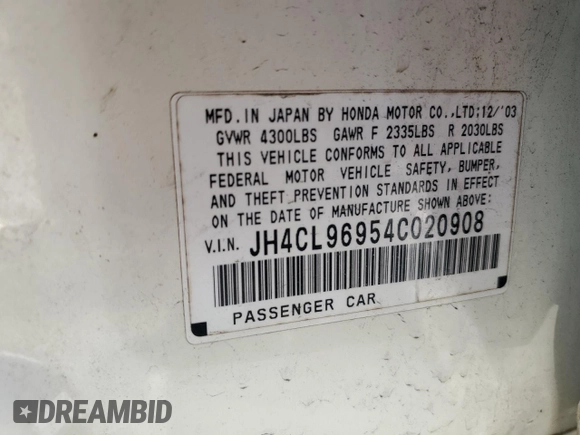 MFD. IN JAPAN BY HONDA MOTOR CO.,LTD;12/'03
GVWR 4300LBS GAWR F 2335LBS R 2030LBS
THIS VEHICLE CONFORMS TO ALL APPLICABLE
FEDERAL MOTOR VEHICLE SAFETY, BUMPER,
AND THEFT PREVENTION STANDARDS IN EFFECT
ON THE DATE OF MANUFACTURE SHOWN ABOVE:
V.I.N. JH4CL96954C020908
PASSENGER CAR
DREAMBID